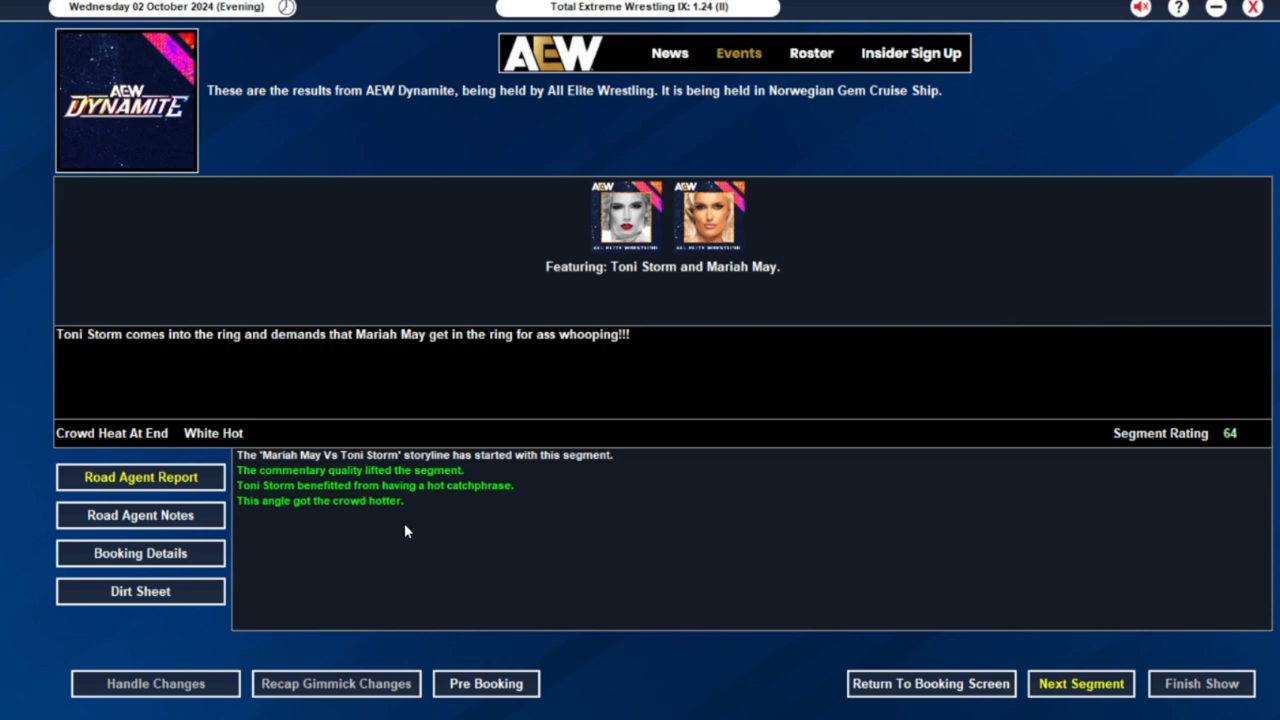 Wednesday 02 October 2024 (Evening)
Total Extreme Wrestling IX: 1.24 (II)
?
X
AEW
DYNAMITE
AEW
News
Events
Roster
Insider Sign Up
These are the results from AEW Dynamite, being held by All Elite Wrestling. It is being held in Norwegian Gem Cruise Ship.
AEW
AEW
ALL ELITE WRESTLING
ALL ELITE WRESTLING
Featuring: Toni Storm and Mariah May.
Toni Storm comes into the ring and demands that Mariah May get in the ring for ass whooping!!!
Crowd Heat At End White Hot
Segment Rating 64
Road Agent Report
Road Agent Notes
Booking Details
Dirt Sheet
The 'Mariah May Vs Toni Storm' storyline has started with this segment.
The commentary quality lifted the segment.
Toni Storm benefitted from having a hot catchphrase.
This angle got the crowd hotter.
Handle Changes
Recap Gimmick Changes
Pre Booking
Return To Booking Screen
Next Segment
Finish Show